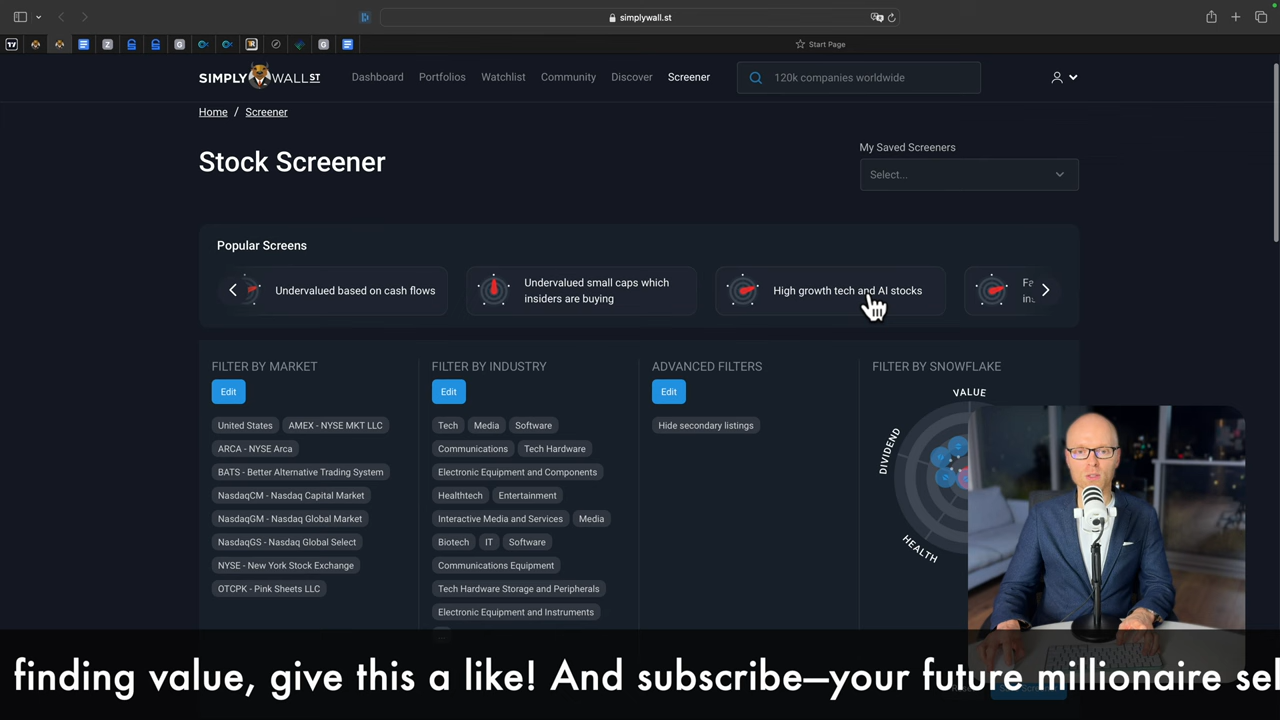 simplywall.st
Start Page
SIMPLY WALL ST
Dashboard
Portfolios
Watchlist
Community
Discover
Screener
120k companies worldwide
Home / Screener
Stock Screener
My Saved Screeners
Select...
Popular Screens
Undervalued based on cash flows
Undervalued small caps which
insiders are buying
High growth tech and AI stocks
Fa
in
FILTER BY MARKET
Edit
United States
AMEX - NYSE MKT LLC
ARCA - NYSE Arca
BATS - Better Alternative Trading System
NasdaqCM - Nasdaq Capital Market
NasdaqGM - Nasdaq Global Market
NasdaqGS - Nasdaq Global Select
NYSE - New York Stock Exchange
OTCPK - Pink Sheets LLC
FILTER BY INDUSTRY
Edit
Tech
Media
Software
Communications
Tech Hardware
Electronic Equipment and Components
Healthtech
Entertainment
Interactive Media and Services
Media
Biotech
IT
Software
Communications Equipment
Tech Hardware Storage and Peripherals
Electronic Equipment and Instruments
...
ADVANCED FILTERS
Edit
Hide secondary listings
FILTER BY SNOWFLAKE
VALUE
DIVIDEND
HEALTH
finding value, give this a like! And subscribe—your future millionaire sel